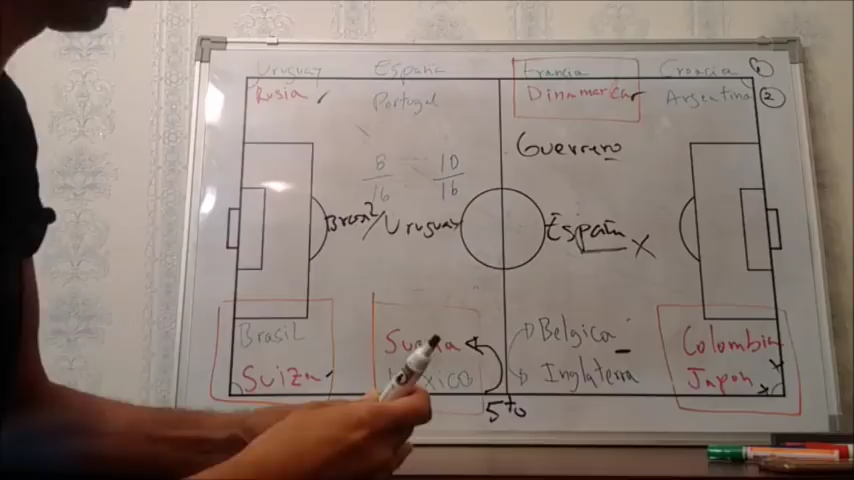 Uruguay España Francia Croacia 1
Rusia Portugal Dinamarca Argentina 2
Guerrero
8 10
16 16
Brasil/Uruguay España X
Brasil Suecia Belgica Colombia
Suiza México Inglaterra Japon
5to